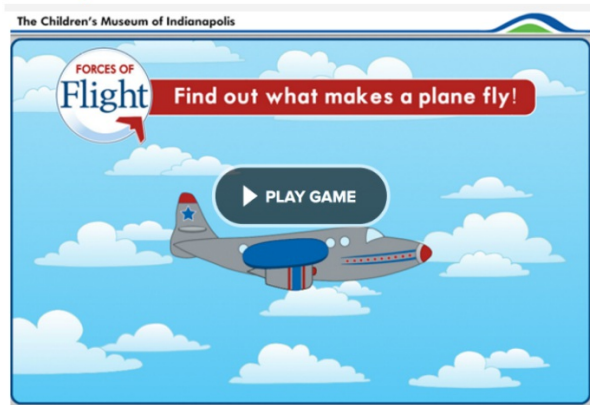 The Children's Museum of Indianapolis
FORCES OF
Flight
Find out what makes a plane fly!
PLAY GAME